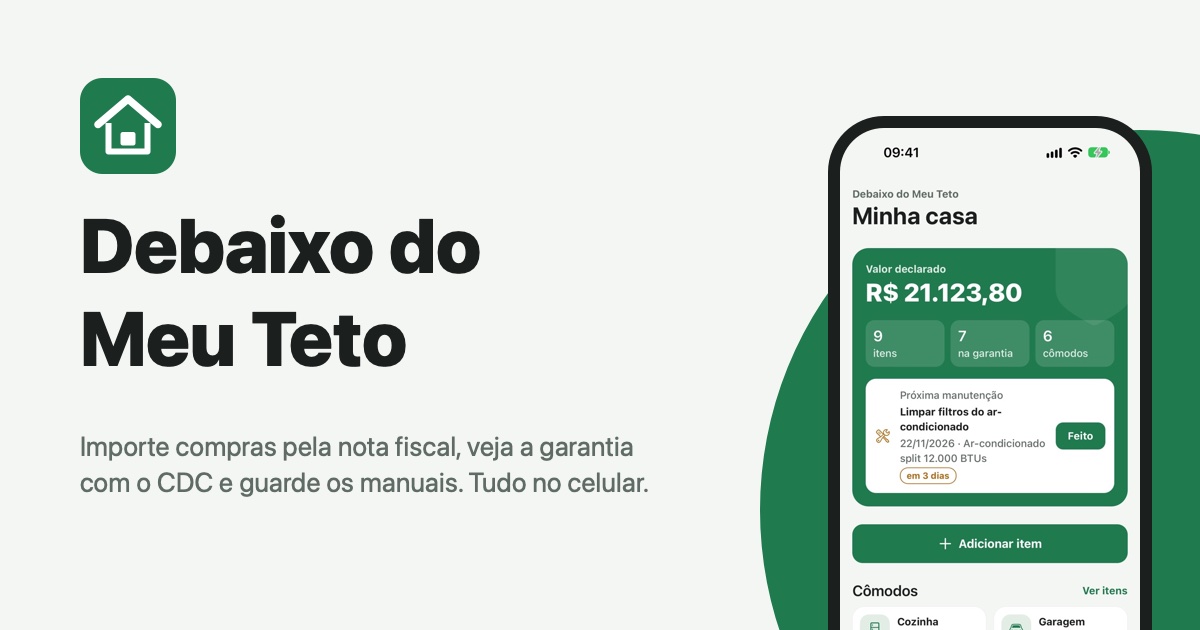 Debaixo do
Meu Teto
Importe compras pela nota fiscal, veja a garantia
com o CDC e guarde os manuais. Tudo no celular.
09:41
Debaixo do Meu Teto
Minha casa
Valor declarado
R$ 21.123,80
9
itens
7
na garantia
6
cômodos
Próxima manutenção
Limpar filtros do ar-
condicionado
22/11/2026 · Ar-condicionado
split 12.000 BTUs
em 3 dias
Feito
+ Adicionar item
Cômodos
Ver itens
Cozinha
Garagem